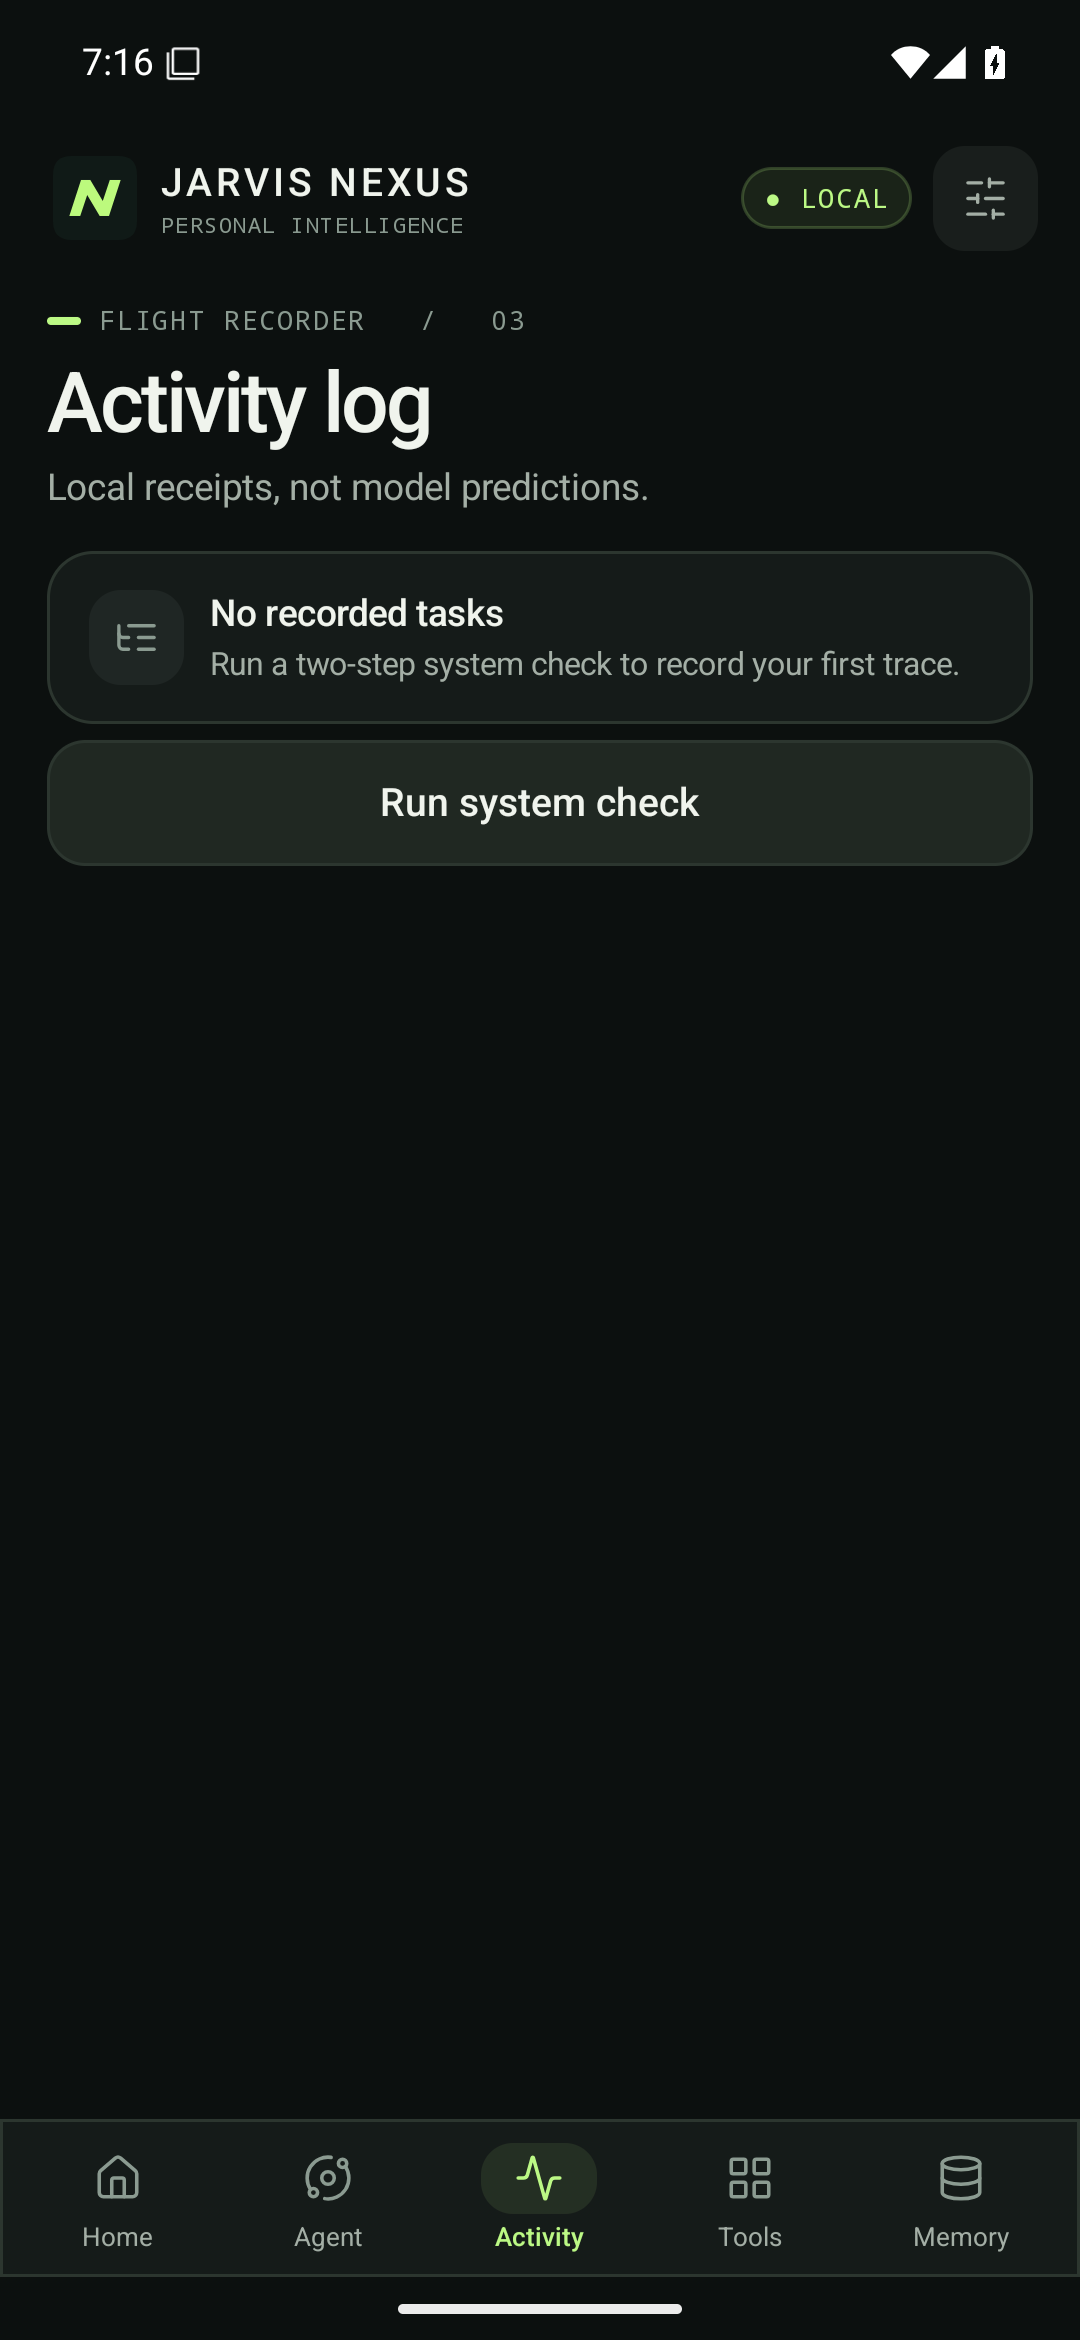 7:16
JARVIS NEXUS
PERSONAL INTELLIGENCE
• LOCAL
FLIGHT RECORDER / 03
Activity log
Local receipts, not model predictions.
No recorded tasks
Run a two-step system check to record your first trace.
Run system check
Home
Agent
Activity
Tools
Memory